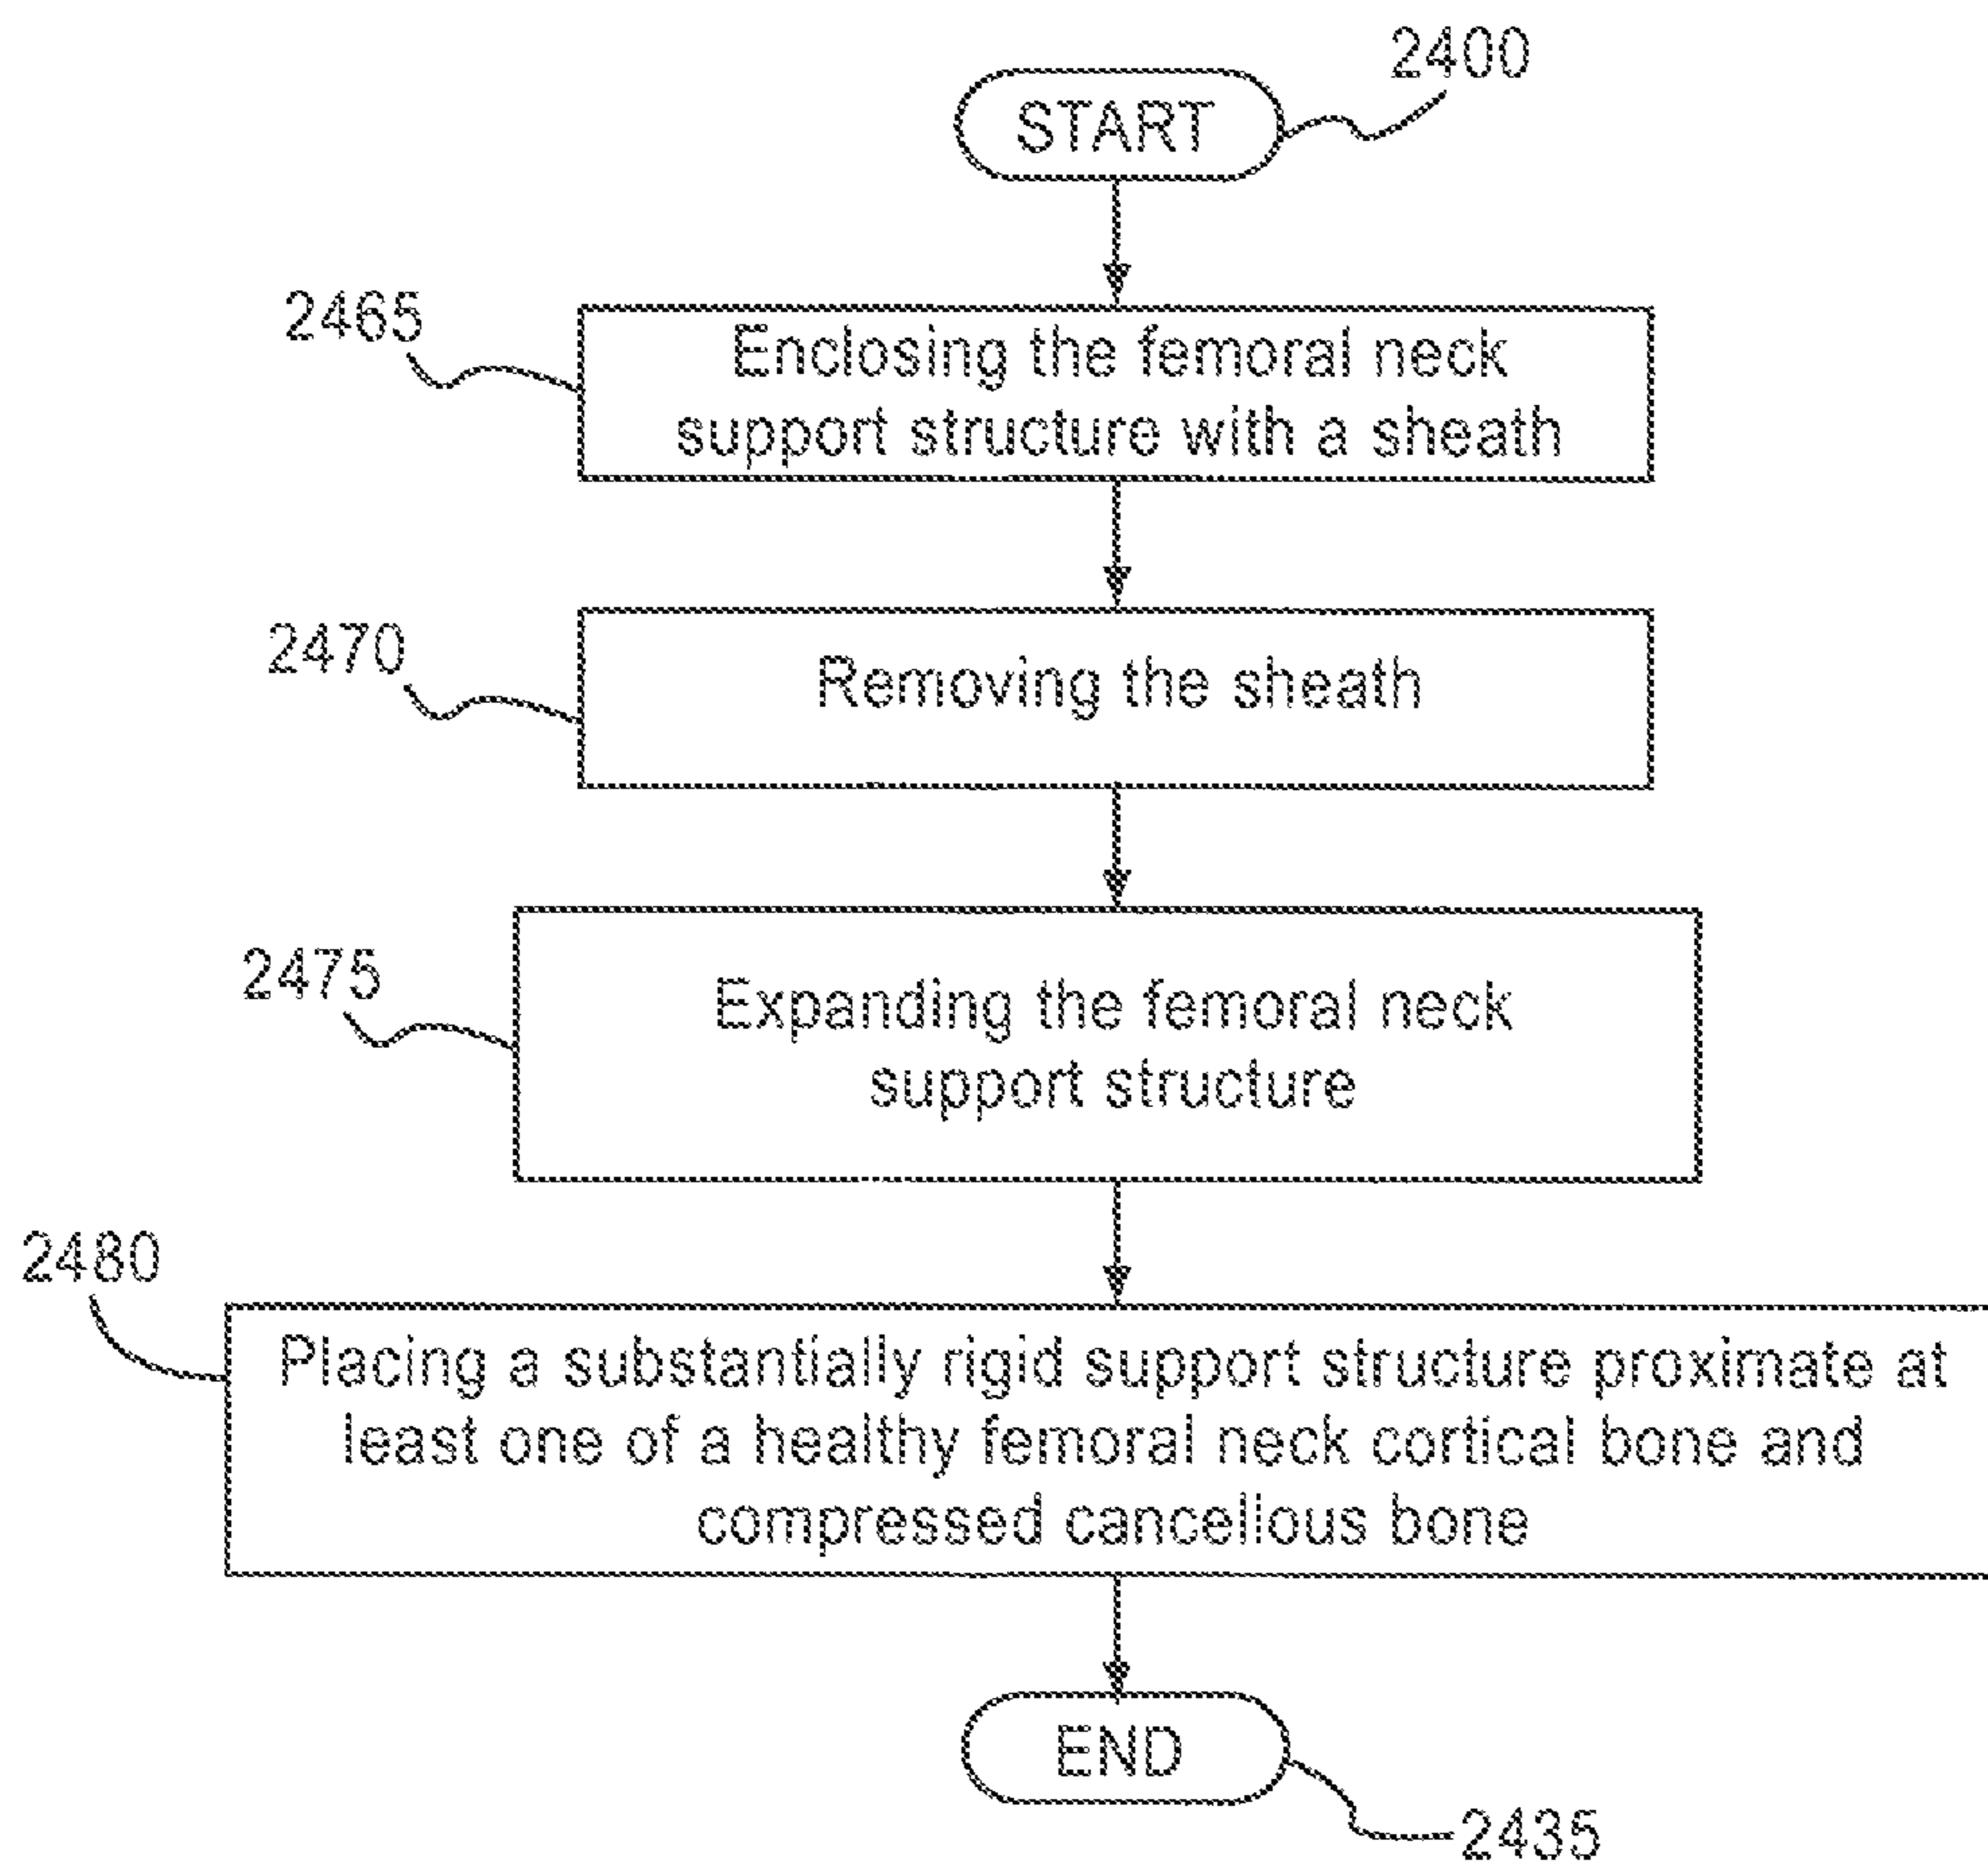 2400
START
2465
Enclosing the femoral neck
support structure with a sheath
2470
Removing the sheath
2475
Expanding the femoral neck
support structure
2480
Placing a substantially rigid support structure proximate at
least one of a healthy femoral neck cortical bone and
compressed cancellous bone
END
2435